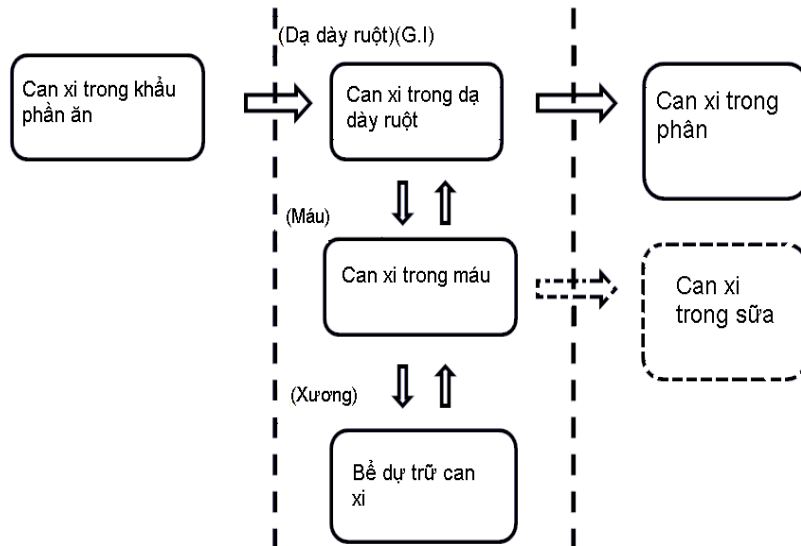 (Dạ dày ruột)(G.I)
Can xi trong khẩu
phần ăn
Can xi trong dạ
dày ruột
Can xi trong
phân
(Máu)
Can xi trong máu
Can xi
trong sữa
(Xương)
Bể dự trữ can
xi